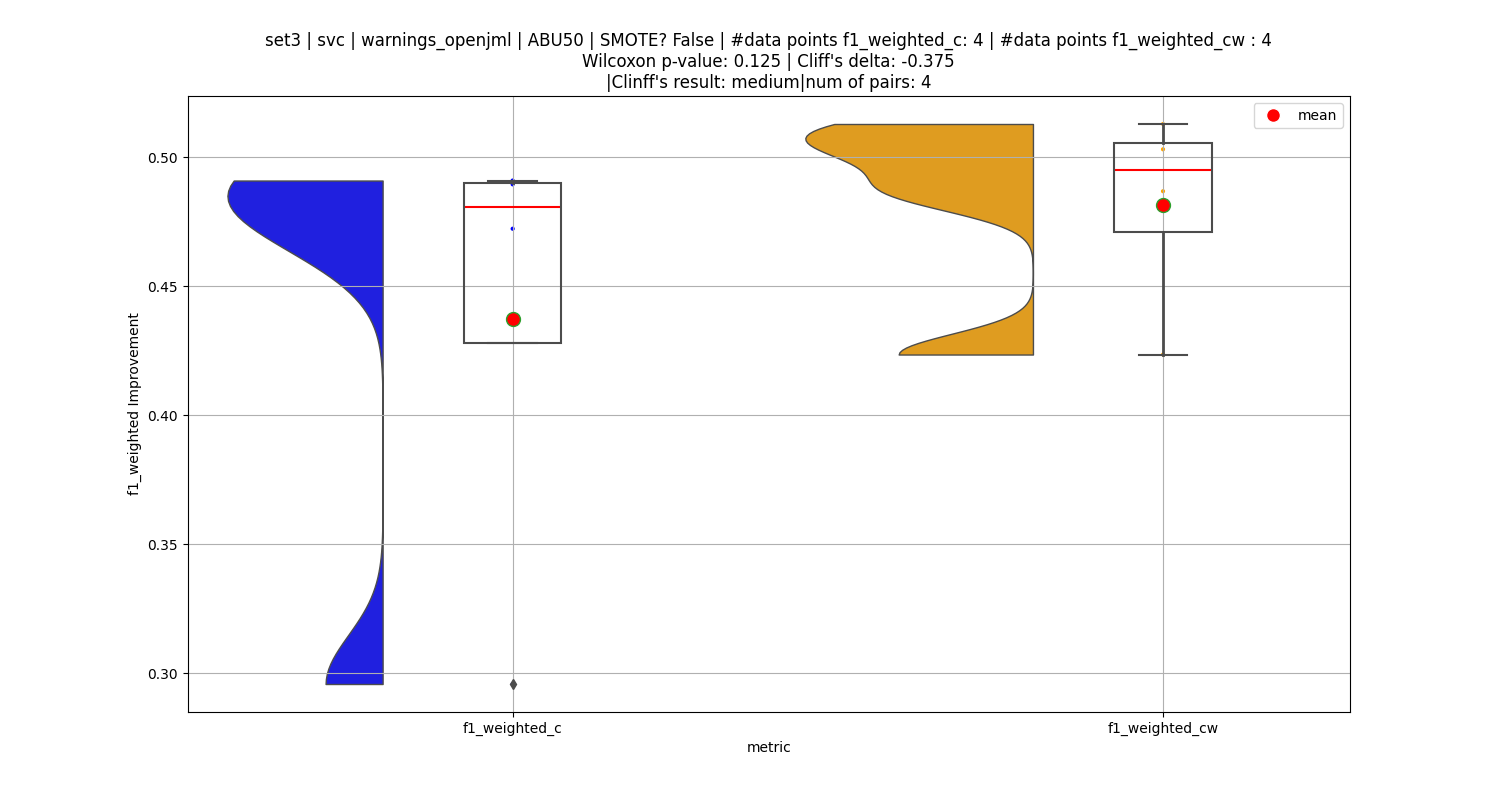 set3 | svc | warnings_openjml | ABU50 | SMOTE? False | #data points f1_weighted_c: 4 | #data points f1_weighted_cw : 4
Wilcoxon p-value: 0.125 | Cliff's delta: -0.375
|Clinff's result: medium|num of pairs: 4
mean
f1_weighted Improvement
0.50
0.45
0.40
0.35
0.30
f1_weighted_c
f1_weighted_cw
metric